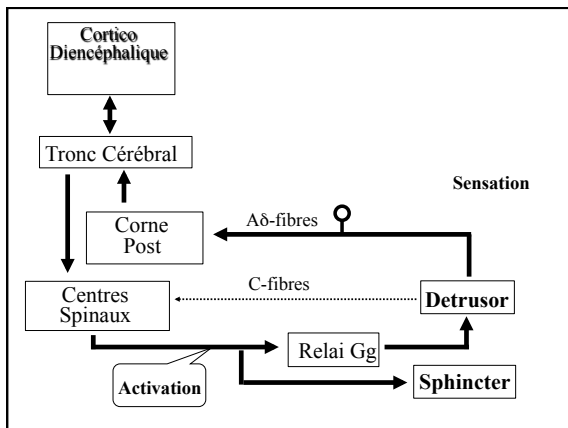 Cortico
Diencéphalique
Tronc Cérébral
Sensation
Aδ-fibres
Corne
Post
C-fibres
Centres
Spinaux
Detrusor
Relai Gg
Activation
Sphincter